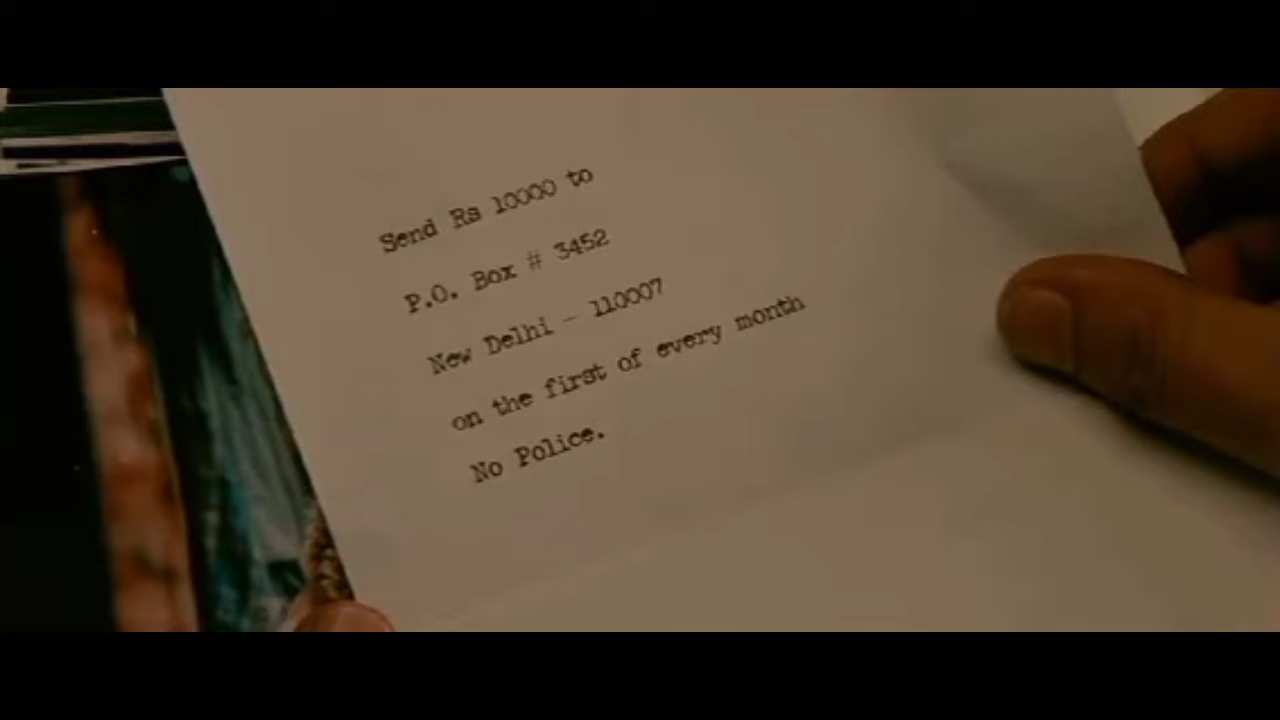 Send Rs 10000 to
P.O. Box # 3452
New Delhi - 110007
on the first of every month
No Police.